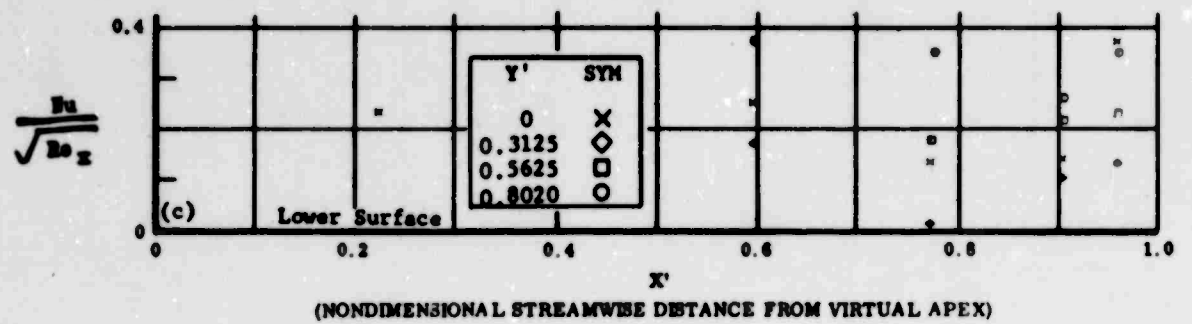 0.4
Y' SYM
0 ×
0.3125 ◇
0.5625 □
0.8020 ○
Nu
√Re x
(c) Lower Surface
0
0 0.2 0.4 0.6 0.8 1.0
X'
(NONDIMENSIONAL STREAMWISE DISTANCE FROM VIRTUAL APEX)